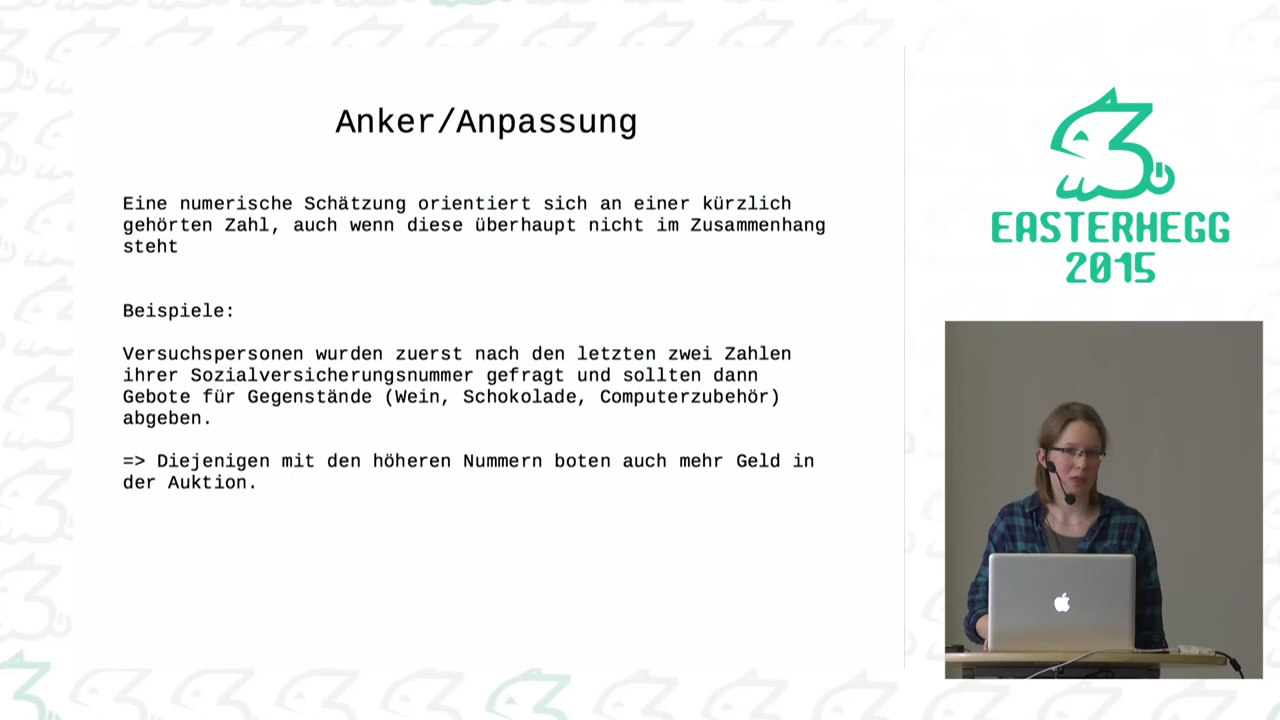 Anker/Anpassung
Eine numerische Schätzung orientiert sich an einer kürzlich
gehörten Zahl, auch wenn diese überhaupt nicht im Zusammenhang
steht
Beispiele:
Versuchspersonen wurden zuerst nach den letzten zwei Zahlen
ihrer Sozialversicherungsnummer gefragt und sollten dann
Gebote für Gegenstände (Wein, Schokolade, Computerzubehör)
abgeben.
=> Diejenigen mit den höheren Nummern boten auch mehr Geld in
der Auktion.
EASTERHEGG
2015